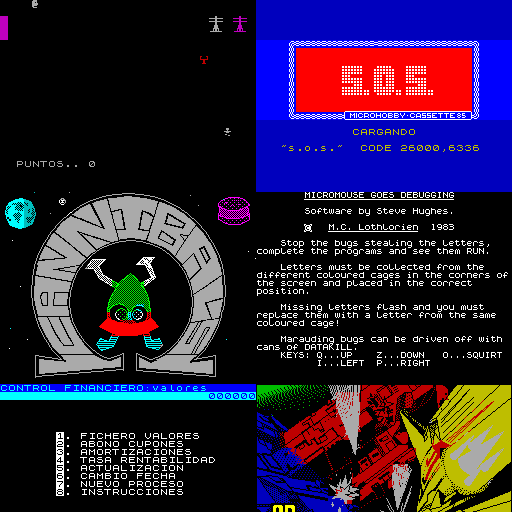 PUNTOS.. 0
S.O.S.
MICROHOBBY-CASSETTE 85
CARGANDO
"s.o.s."  CODE 26000,6336
CANNIBALS
MICROMOUSE GOES DEBUGGING
Software by Steve Hughes.
M.C. Lothlorien  1983
Stop the bugs stealing the letters,
complete the programs and see them RUN.
Letters must be collected from the
different coloured cages in the corners of
the screen and placed in the correct
position.
Missing Letters flash and you must
replace them with a letter from the same
coloured cage!
Marauding bugs can be driven off with
cans of DATAKILL.
KEYS: Q...UP  Z...DOWN  O...SQUIRT
I...LEFT  P...RIGHT
CONTROL FINANCIERO:valores
000000
1. FICHERO VALORES
2. ABONO CUPONES
3. AMORTIZACIONES
4. TASA RENTABILIDAD
5. ACTUALIZACION
6. CAMBIO FECHA
7. NUEVO PROCESO
8. INSTRUCCIONES